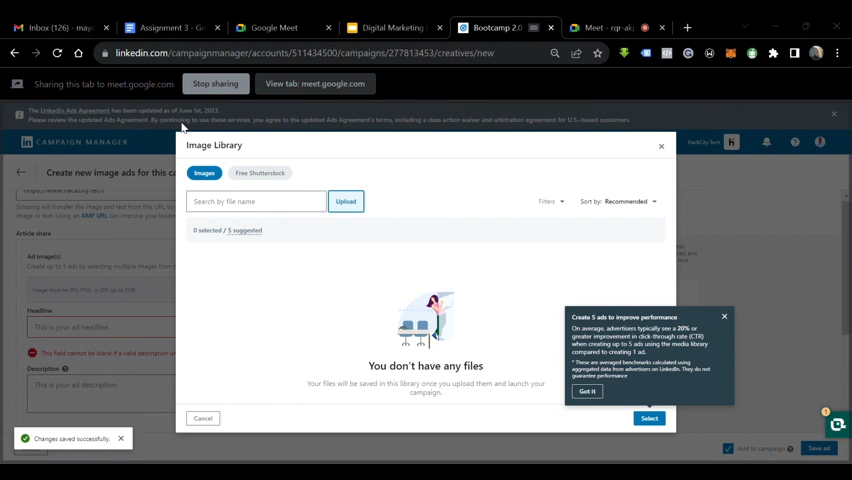 Inbox (126) - mayo
Assignment 3 - Go
Google Meet
Digital Marketing
Bootcamp 2.0
Meet - rqr-ak
linkedin.com/campaignmanager/accounts/511434500/campaigns/277813453/creatives/new
Sharing this tab to meet.google.com
Stop sharing
View tab: meet.google.com
The LinkedIn Ads Agreement has been updated as of June 1st, 2023.
Please review the updated Ads Agreement. By continuing to use these services, you agree to the updated Ads Agreement's terms, including a class action waiver and arbitration agreement for U.S.-based customers.
CAMPAIGN MANAGER
HackCity Tech
Image Library
Create new image ads for this ca
Images
Free Shutterstock
https://www.hackcity.tech
Search by file name
Upload
Filters
Sort by: Recommended
Scraping will transfer the image and text from this URL
image or text. Using an AMP URL can improve your
Article share
0 selected / 5 suggested
Ad image(s)
Create up to 5 ads by selecting multiple images from
Image must be JPG, PNG, or GIF up to 5MB
Headline
This is your ad headline.
This field cannot be blank if a valid destination
Description
This is your ad description.
You don't have any files
Your files will be saved in this library once you upload them and launch your
campaign.
Create 5 ads to improve performance
On average, advertisers typically see a 20% or
greater improvement in click-through rate (CTR)
when creating up to 5 ads using the media library
compared to creating 1 ad.
* These are averaged benchmarks calculated using
aggregated data from advertisers on LinkedIn. They do not
guarantee performance
Got it
Cancel
Select
Changes saved successfully.
Add to campaign
Save ad
1